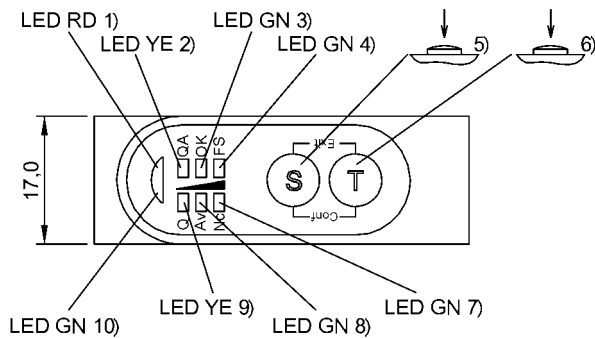 LED RD 1)
LED GN 3)
LED YE 2)
LED GN 4)
5)
6)
17,0
QA
OK
FS
Exit
S
T
Q
Av
Nc
Conf
LED YE 9)
LED GN 7)
LED GN 10)
LED GN 8)